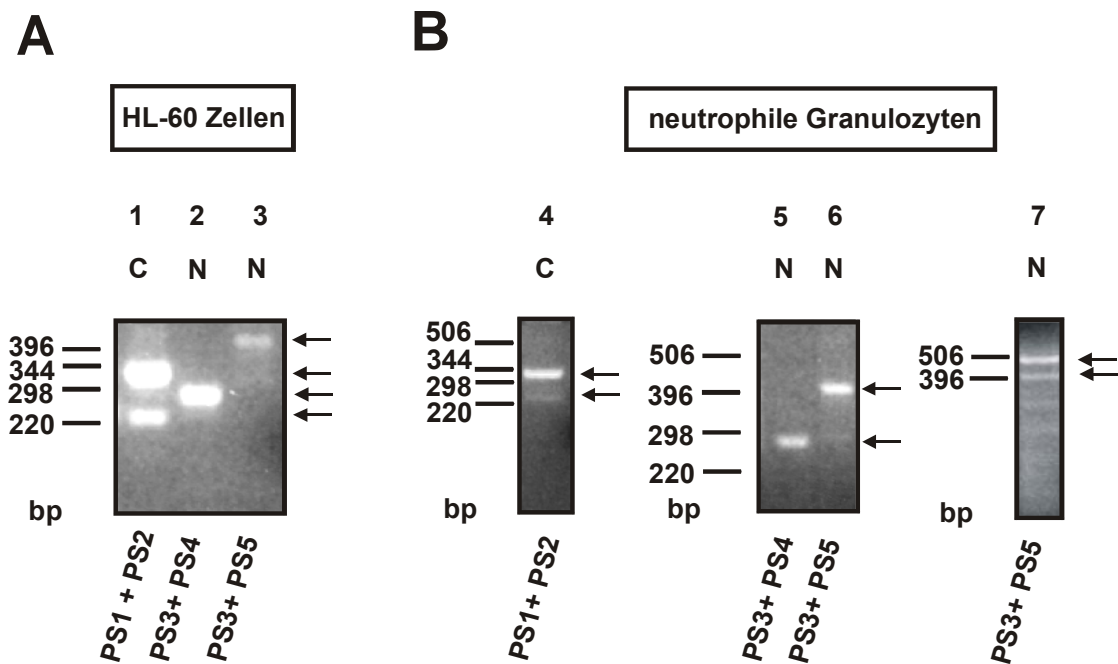 A
B
HL-60 Zellen
neutrophile Granulozyten
1 2 3
C N N
396
344
298
220
bp
PS1 + PS2
PS3+ PS4
PS3+ PS5
4
C
506
344
298
220
bp
PS1+ PS2
5 6
N N
506
396
298
220
PS3+ PS4
PS3+ PS5
7
N
506
396
bp
PS3+ PS5
bp